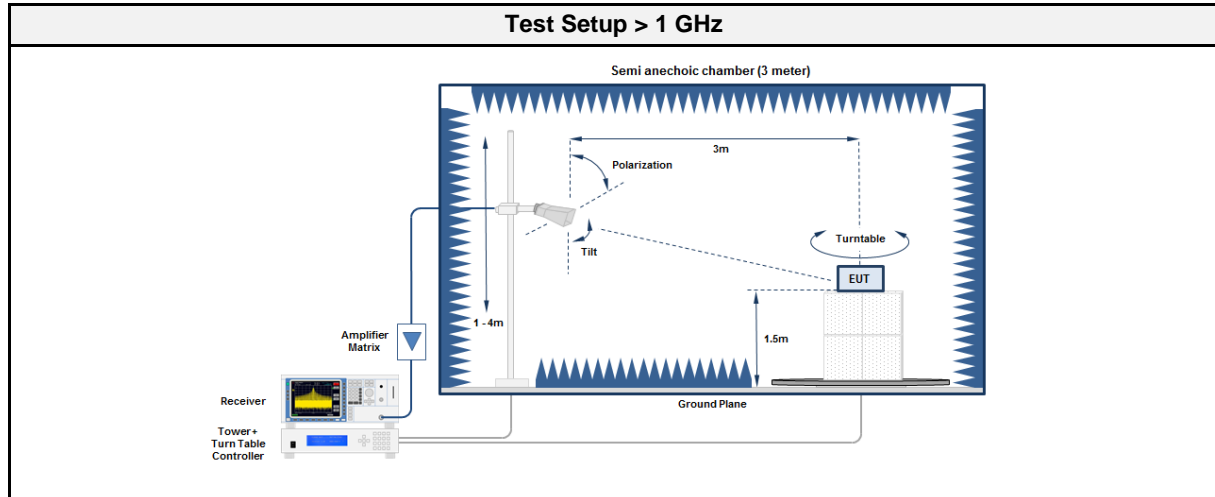 Test Setup > 1 GHz
Semi anechoic chamber (3 meter)
3m
Polarization
Tilt
Turntable
EUT
1 - 4m
1.5m
Amplifier
Matrix
Receiver
Ground Plane
Tower+
Turn Table
Controller